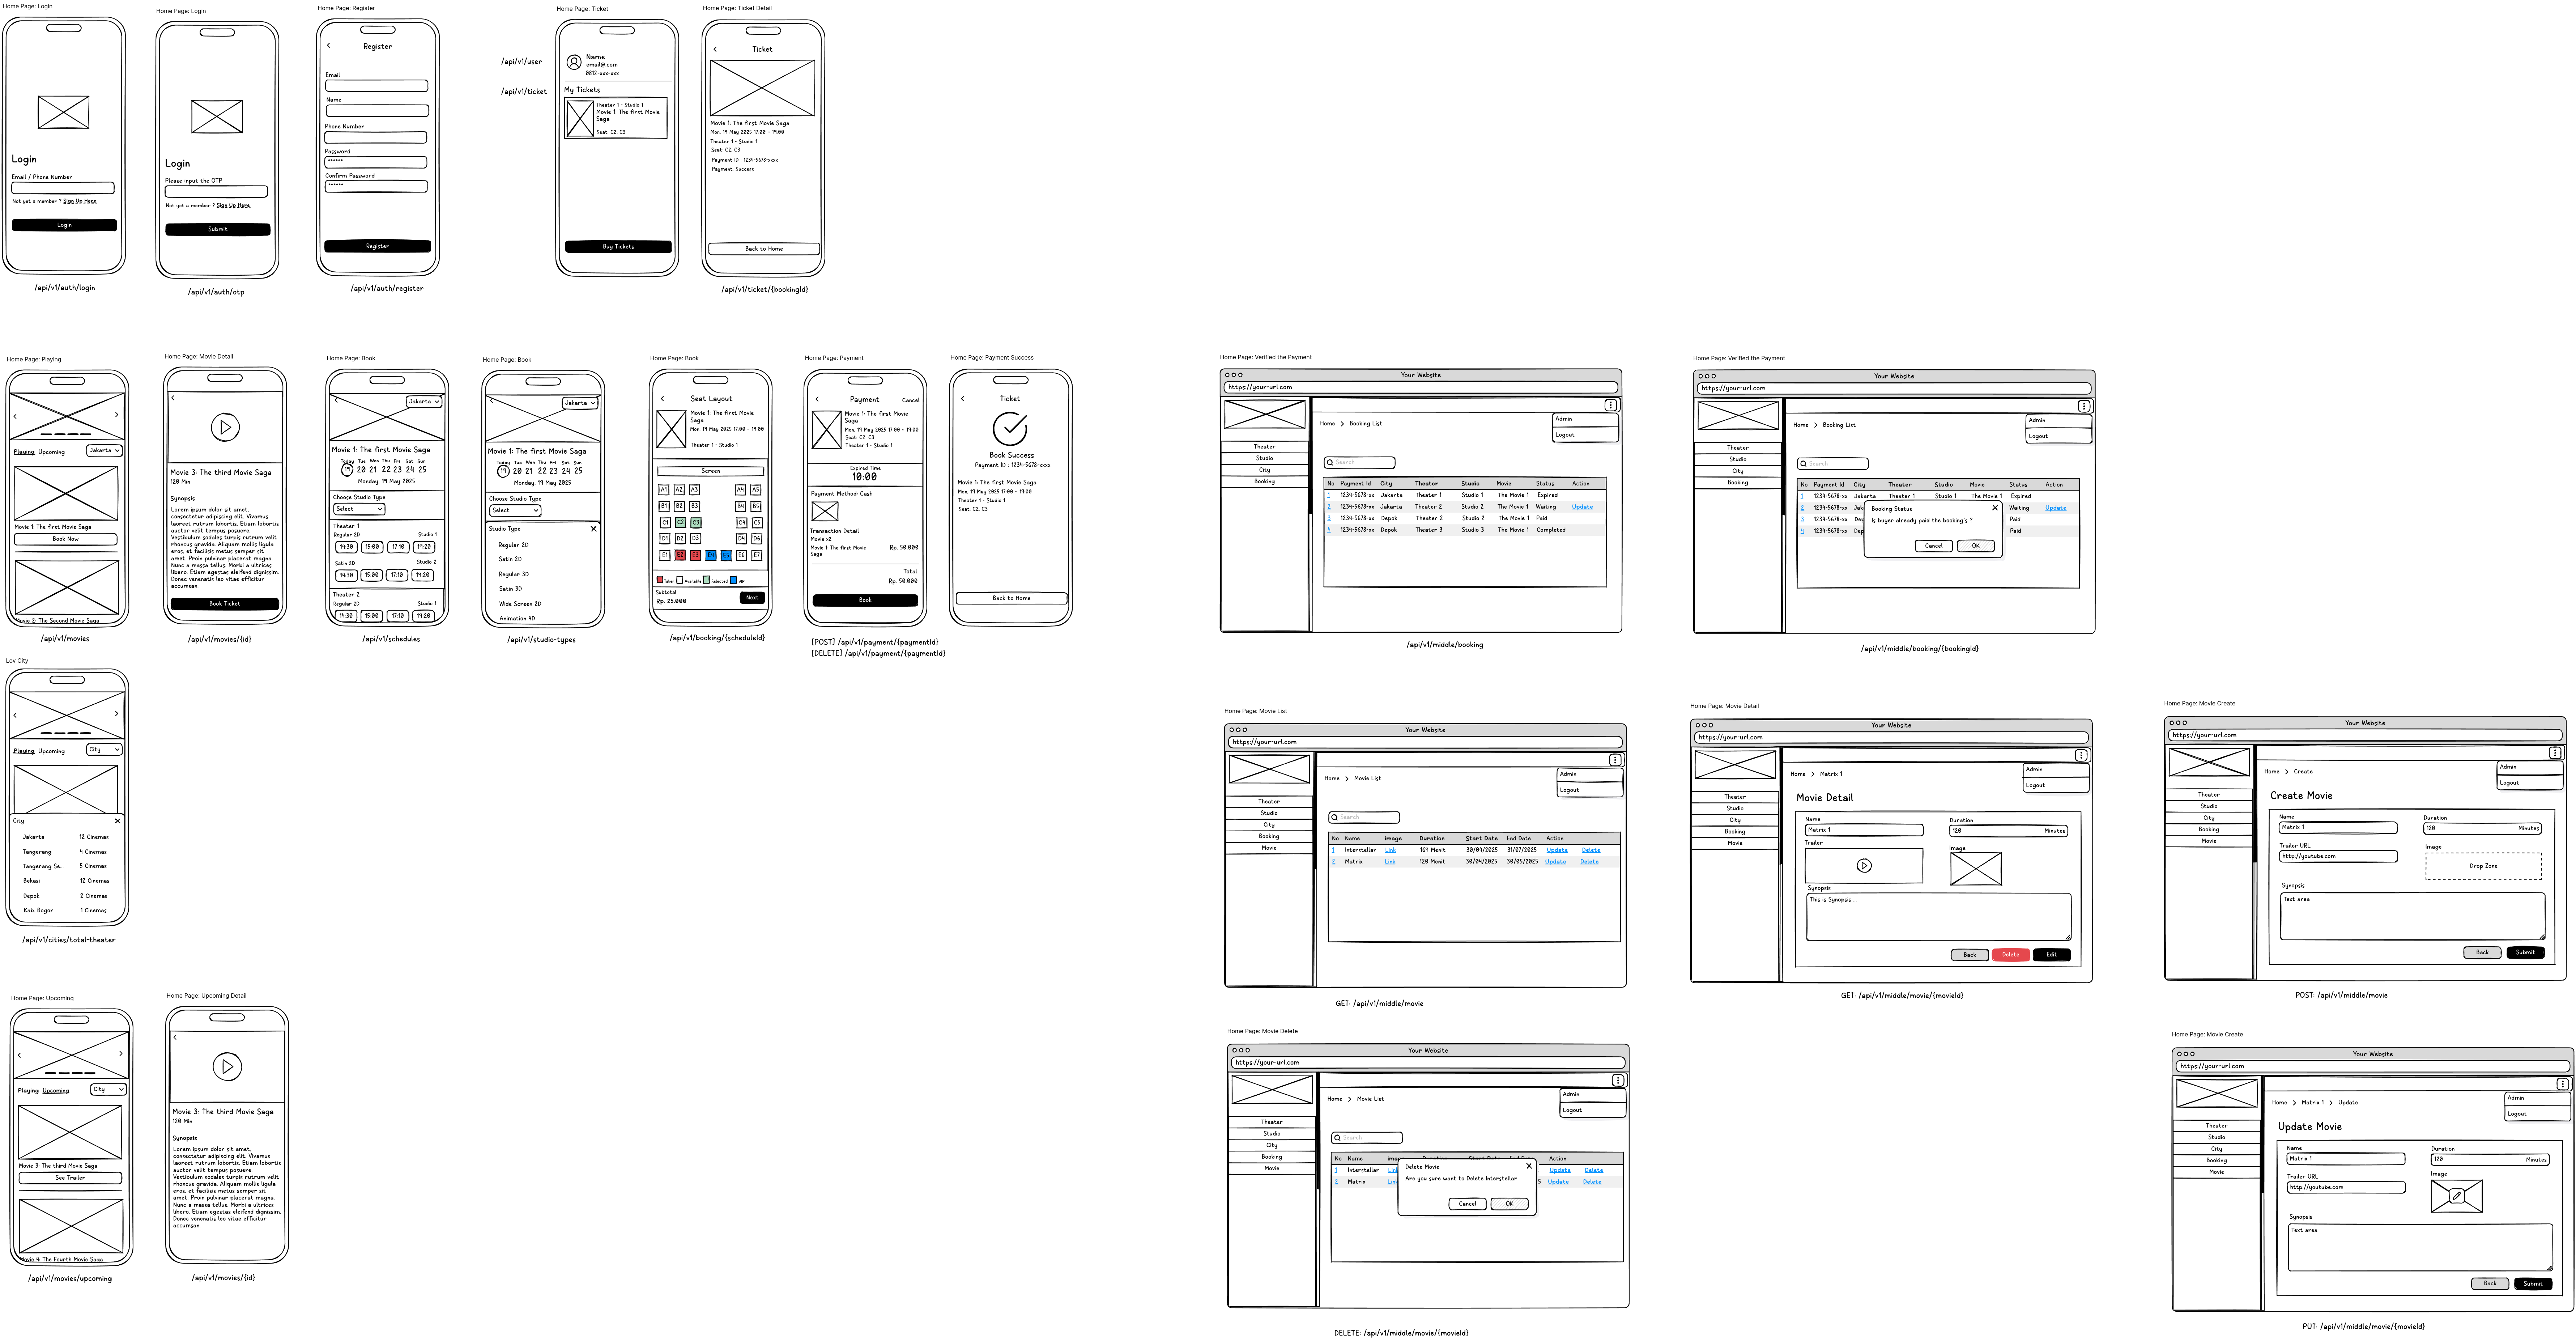 Home Page: Login
Login
Email / Phone Number
Not yet a member ? Sign Up Here
Login
/api/v1/auth/login
Home Page: Login
Login
Please input the OTP
Not yet a member ? Sign Up Here
Submit
/api/v1/auth/otp
Home Page: Register
Register
Email
Name
Phone Number
Password
******
Confirm Password
******
Register
/api/v1/auth/register
/api/v1/user
/api/v1/ticket
Home Page: Ticket
Name
email@.com
0812-xxx-xxx
My Tickets
Theater 1 - Studio 1
Movie 1: The first Movie
Saga
Seat: C2, C3
Buy Tickets
Home Page: Ticket Detail
Ticket
Movie 1: The first Movie Saga
Mon, 19 May 2025 17:00 - 19:00
Theater 1 - Studio 1
Seat: C2, C3
Payment ID : 1234-5678-xxxx
Payment: Success
Back to Home
/api/v1/ticket/{bookingId}
Home Page: Playing
Playing Upcoming
Jakarta
Movie 1: The first Movie Saga
Book Now
Movie 2: The Second Movie Saga
/api/v1/movies
Home Page: Movie Detail
Movie 3: The third Movie Saga
120 Min
Synopsis
Lorem ipsum dolor sit amet,
consectetur adipiscing elit. Vivamus
laoreet rutrum lobortis. Etiam lobortis
auctor velit tempus posuere.
Vestibulum sodales turpis rutrum velit
rhoncus gravida. Aliquam mollis ligula
eros, et facilisis metus semper sit
amet. Proin pulvinar placerat magna.
Nunc a massa tellus. Morbi a ultrices
libero. Etiam egestas eleifend dignissim.
Donec venenatis leo vitae efficitur
accumsan.
Book Ticket
/api/v1/movies/{id}
Home Page: Book
Jakarta
Movie 1: The first Movie Saga
Today Tue Wen Thu Fri Sat Sun
19 20 21 22 23 24 25
Monday, 19 May 2025
Choose Studio Type
Select
Theater 1
Regular 2D Studio 1
14:30 15:00 17:10 19:20
Satin 2D Studio 2
14:30 15:00 17:10 19:20
Theater 2
Regular 2D Studio 1
14:30 15:00 17:10 19:20
/api/v1/schedules
Home Page: Book
Jakarta
Movie 1: The first Movie Saga
Today Tue Wen Thu Fri Sat Sun
19 20 21 22 23 24 25
Monday, 19 May 2025
Choose Studio Type
Select
Studio Type
Regular 2D
Satin 2D
Regular 3D
Satin 3D
Wide Screen 2D
Animation 4D
/api/v1/studio-types
Home Page: Book
Seat Layout
Movie 1: The first Movie
Saga
Mon, 19 May 2025 17:00 - 19:00
Theater 1 - Studio 1
Screen
A1 A2 A3 A4 A5
B1 B2 B3 B4 B5
C1 C2 C3 C4 C5
D1 D2 D3 D4 D6
E1 E2 E3 E4 E5 E6 E7
Taken Available Selected VIP
Subtotal
Rp. 25.000
Next
/api/v1/booking/{scheduleId}
Home Page: Payment
Payment
Cancel
Movie 1: The first Movie
Saga
Mon, 19 May 2025 17:00 - 19:00
Seat: C2, C3
Theater 1 - Studio 1
Expired Time
10:00
Payment Method: Cash
Transaction Detail
Movie x2
Movie 1: The first Movie
Saga
Rp. 50.000
Total
Rp. 50.000
Book
[POST] /api/v1/payment/{paymentId}
[DELETE] /api/v1/payment/{paymentId}
Home Page: Payment Success
Ticket
Book Success
Payment ID : 1234-5678-xxxx
Movie 1: The first Movie Saga
Mon, 19 May 2025 17:00 - 19:00
Theater 1 - Studio 1
Seat: C2, C3
Back to Home
Home Page: Verified the Payment
Your Website
https://your-url.com
Theater
Studio
City
Booking
Home > Booking List
Admin
Logout
Search
No Payment Id City Theater Studio Movie Status Action
1 1234-5678-xx Jakarta Theater 1 Studio 1 The Movie 1 Expired
2 1234-5678-xx Jakarta Theater 2 Studio 2 The Movie 1 Waiting Update
3 1234-5678-xx Depok Theater 2 Studio 2 The Movie 1 Paid
4 1234-5678-xx Depok Theater 3 Studio 3 The Movie 1 Completed
/api/v1/middle/booking
Home Page: Verified the Payment
Your Website
https://your-url.com
Theater
Studio
City
Booking
Home > Booking List
Admin
Logout
Search
No Payment Id City Theater Studio Movie Status Action
1 1234-5678-xx Jakarta Theater 1 Studio 1 The Movie 1 Expired
2 1234-5678-xx Jak Waiting Update
3 1234-5678-xx Dep Paid
4 1234-5678-xx Dep Paid
Booking Status
Is buyer already paid the booking's ?
Cancel
OK
/api/v1/middle/booking/{bookingId}
Lov City
Playing Upcoming
City
City
Jakarta 12 Cinemas
Tangerang 4 Cinemas
Tangerang Se... 5 Cinemas
Bekasi 12 Cinemas
Depok 2 Cinemas
Kab. Bogor 1 Cinemas
/api/v1/cities/total-theater
Home Page: Movie List
Your Website
https://your-url.com
Theater
Studio
City
Booking
Movie
Home > Movie List
Admin
Logout
Search
No Name Image Duration Start Date End Date Action
1 Interstellar Link 169 Menit 30/04/2025 31/07/2025 Update Delete
2 Matrix Link 120 Menit 30/04/2025 30/05/2025 Update Delete
GET: /api/v1/middle/movie
Home Page: Movie Detail
Your Website
https://your-url.com
Theater
Studio
City
Booking
Movie
Home > Matrix 1
Admin
Logout
Movie Detail
Name
Matrix 1
Duration
120 Minutes
Trailer
Image
Synopsis
This is Synopsis ...
Back
Delete
Edit
GET: /api/v1/middle/movie/{movieId}
Home Page: Movie Create
Your Website
https://your-url.com
Theater
Studio
City
Booking
Movie
Home > Create
Admin
Logout
Create Movie
Name
Matrix 1
Duration
120 Minutes
Trailer URL
http://youtube.com
Image
Drop Zone
Synopsis
Text area
Back
Submit
POST: /api/v1/middle/movie
Home Page: Upcoming
Playing Upcoming
City
Movie 3: The third Movie Saga
See Trailer
Movie 4: The Fourth Movie Saga
/api/v1/movies/upcoming
Home Page: Upcoming Detail
Movie 3: The third Movie Saga
120 Min
Synopsis
Lorem ipsum dolor sit amet,
consectetur adipiscing elit. Vivamus
laoreet rutrum lobortis. Etiam lobortis
auctor velit tempus posuere.
Vestibulum sodales turpis rutrum velit
rhoncus gravida. Aliquam mollis ligula
eros, et facilisis metus semper sit
amet. Proin pulvinar placerat magna.
Nunc a massa tellus. Morbi a ultrices
libero. Etiam egestas eleifend dignissim.
Donec venenatis leo vitae efficitur
accumsan.
/api/v1/movies/{id}
Home Page: Movie Delete
Your Website
https://your-url.com
Theater
Studio
City
Booking
Movie
Home > Movie List
Admin
Logout
Search
No Name Action
1 Interstellar Link Update Delete
2 Matrix Link 5 Update Delete
Delete Movie
Are you sure want to Delete Interstellar
Cancel
OK
DELETE: /api/v1/middle/movie/{movieId}
Home Page: Movie Create
Your Website
https://your-url.com
Theater
Studio
City
Booking
Movie
Home > Matrix 1 > Update
Admin
Logout
Update Movie
Name
Matrix 1
Duration
120 Minutes
Trailer URL
http://youtube.com
Image
Synopsis
Text area
Back
Submit
PUT: /api/v1/middle/movie/{movieId}